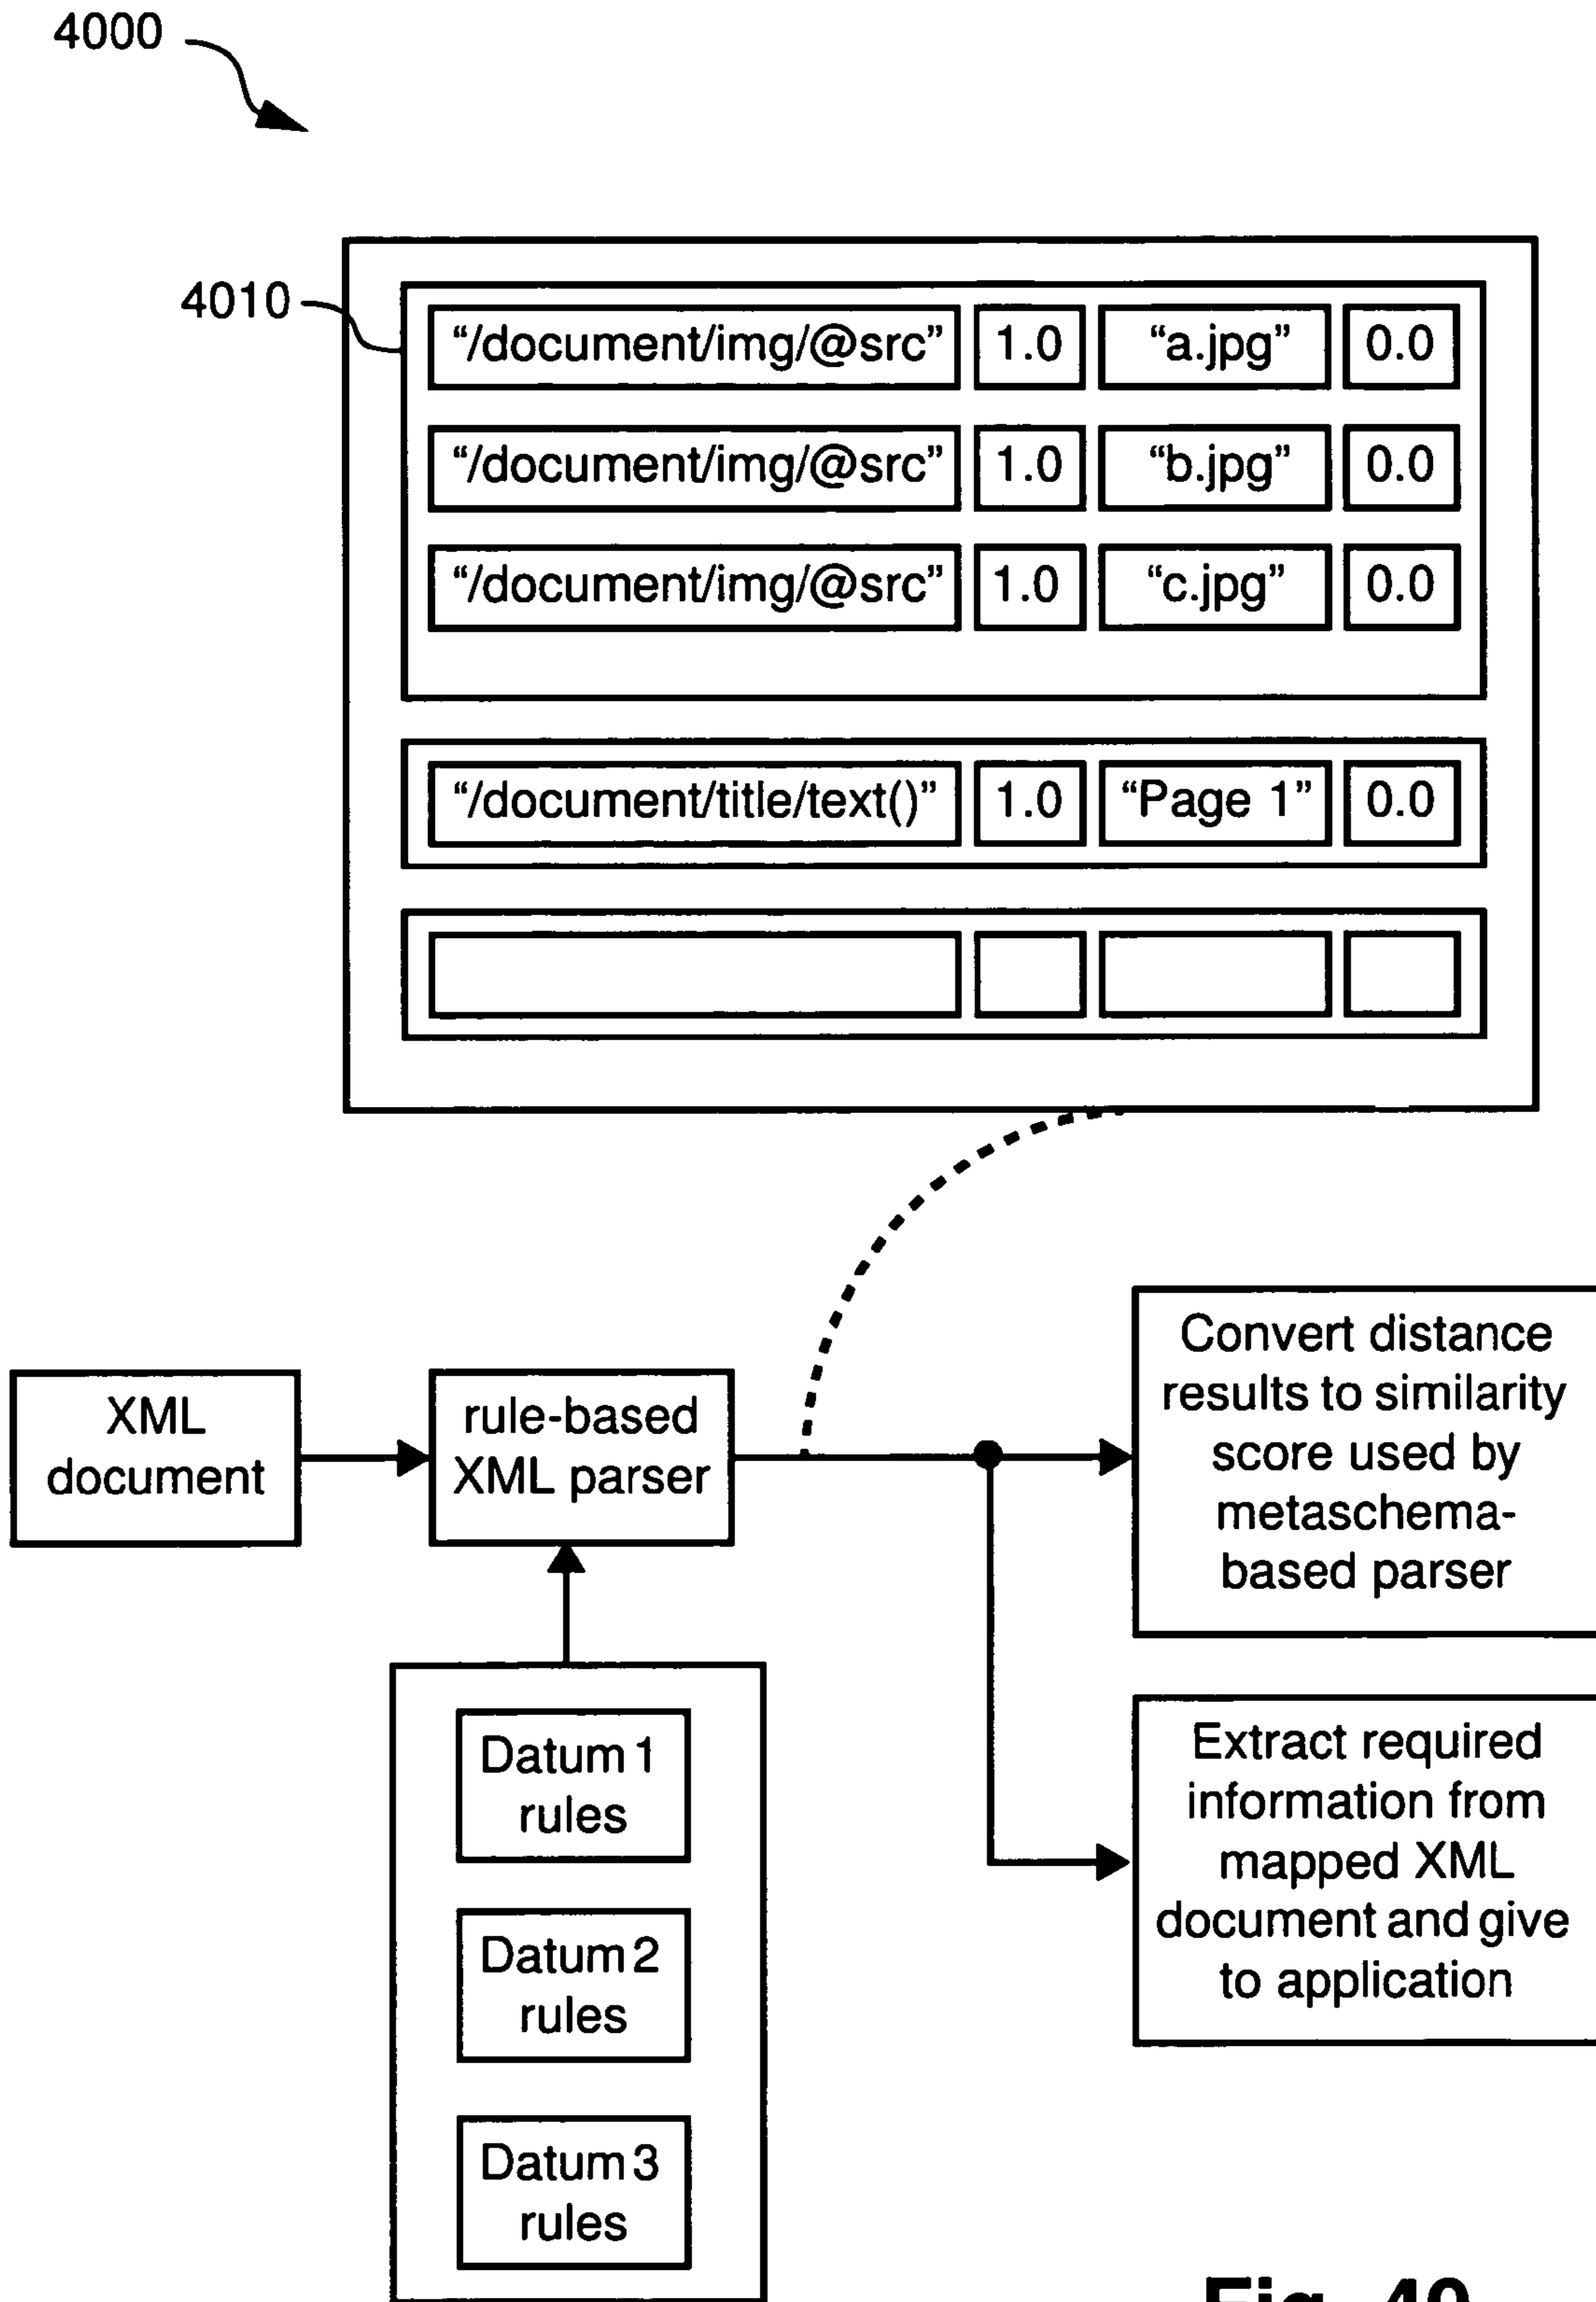 4000
4010
“/document/img/@src” 1.0 “a.jpg” 0.0
“/document/img/@src” 1.0 “b.jpg” 0.0
“/document/img/@src” 1.0 “c.jpg” 0.0
“/document/title/text()” 1.0 “Page 1” 0.0
XML
document
rule-based
XML parser
Convert distance
results to similarity
score used by
metaschema-
based parser
Extract required
information from
mapped XML
document and give
to application
Datum 1
rules
Datum 2
rules
Datum 3
rules
Fig. 40